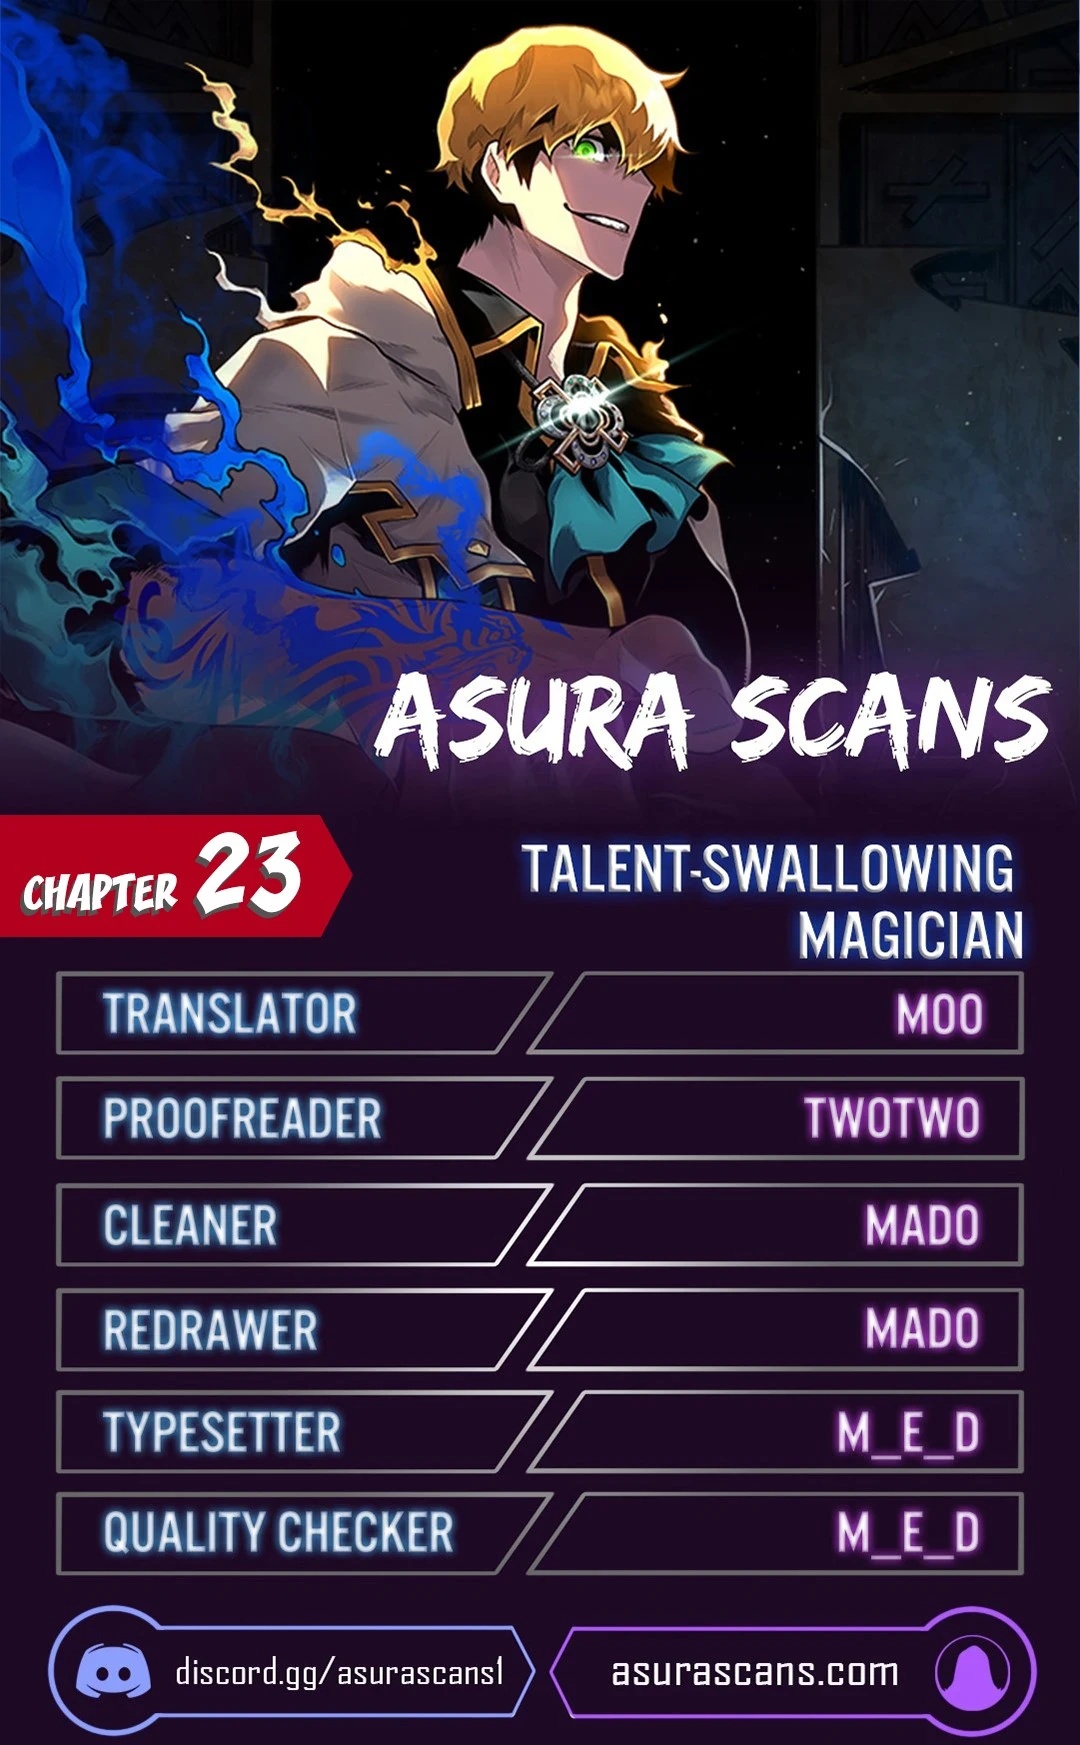 ASURA SCANS
CHAPTER 23
TALENT-SWALLOWING
MAGICIAN
TRANSLATOR MOO
PROOFREADER TWOTWO
CLEANER MADO
REDRAWER MADO
TYPESETTER M_E_D
QUALITY CHECKER M_E_D
discord.gg/asurascans1 asurascans.com